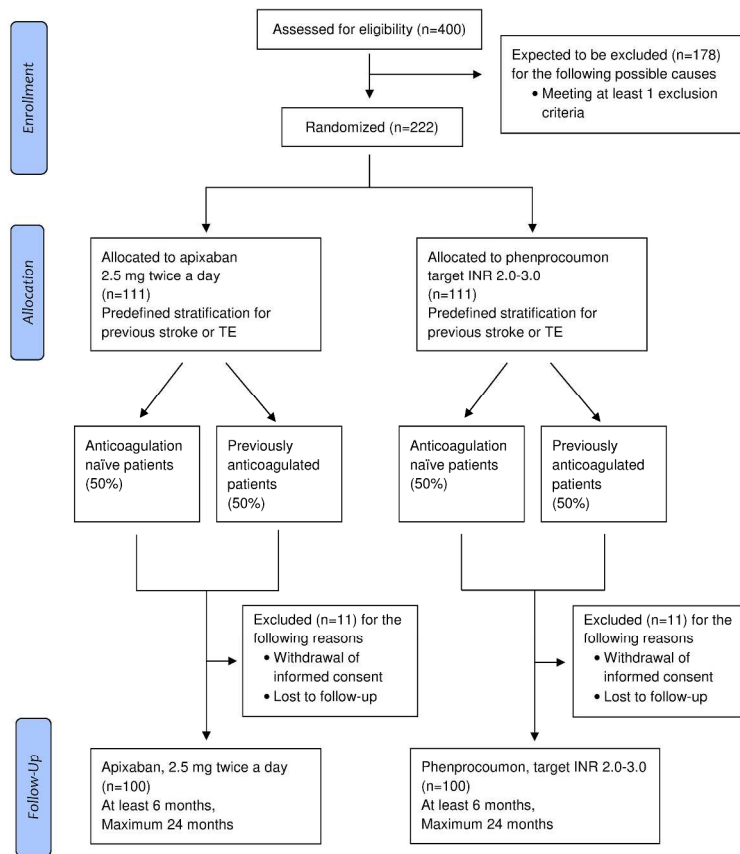 Enrollment
Assessed for eligibility (n=400)
Expected to be excluded (n=178)
for the following possible causes
• Meeting at least 1 exclusion
criteria
Randomized (n=222)
Allocation
Allocated to apixaban
2.5 mg twice a day
(n=111)
Predefined stratification for
previous stroke or TE
Allocated to phenprocoumon
target INR 2.0-3.0
(n=111)
Predefined stratification for
previous stroke or TE
Anticoagulation
naïve patients
(50%)
Previously
anticoagulated
patients
(50%)
Anticoagulation
naïve patients
(50%)
Previously
anticoagulated
patients
(50%)
Excluded (n=11) for the
following reasons
• Withdrawal of
informed consent
• Lost to follow-up
Excluded (n=11) for the
following reasons
• Withdrawal of
informed consent
• Lost to follow-up
Follow-Up
Apixaban, 2.5 mg twice a day
(n=100)
At least 6 months,
Maximum 24 months
Phenprocoumon, target INR 2.0-3.0
(n=100)
At least 6 months,
Maximum 24 months